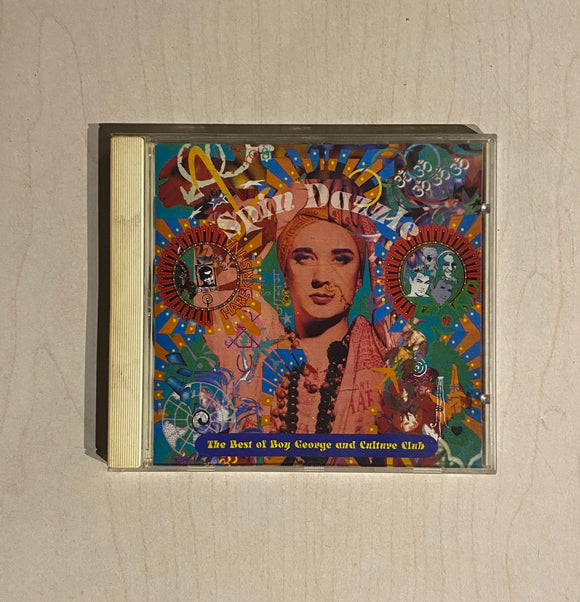 Spin Dazzle
The Best of Boy George and Culture Club